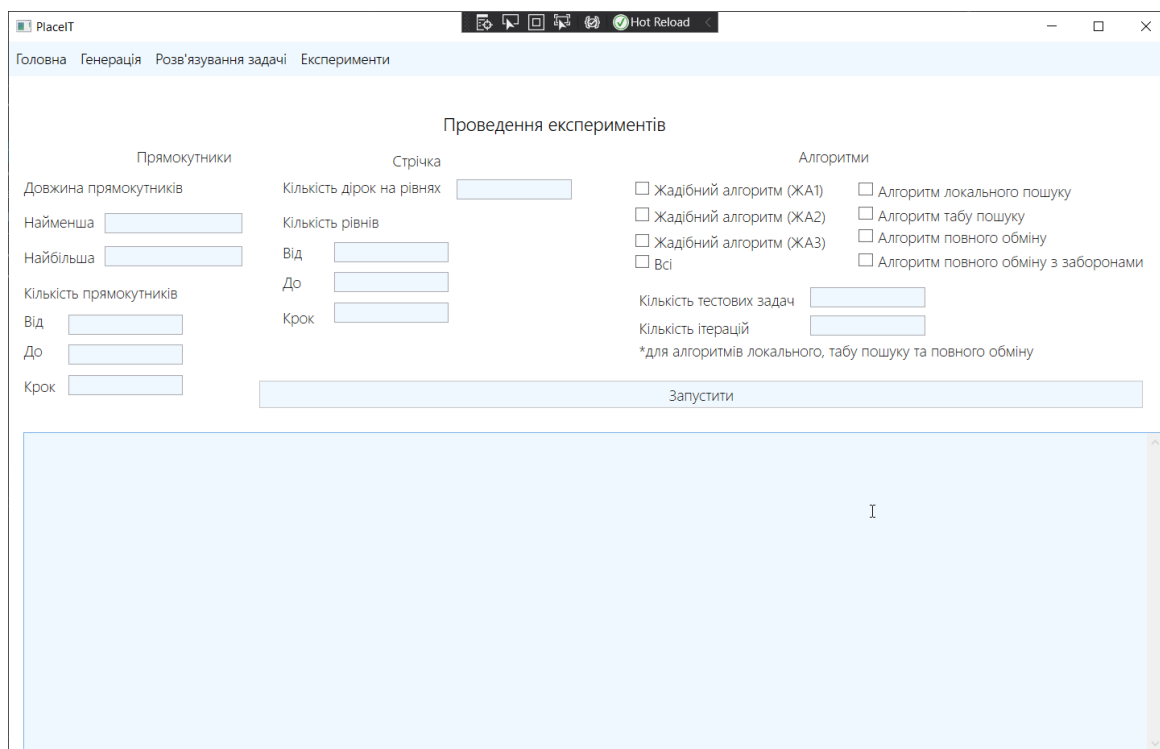 PlaceIT
Hot Reload
Головна Генерація Розв'язування задачі Експерименти
Проведення експериментів
Прямокутники
Довжина прямокутників
Найменша
Найбільша
Кількість прямокутників
Від
До
Крок
Стрічка
Кількість дірок на рівнях
Кількість рівнів
Від
До
Крок
Алгоритми
Жадібний алгоритм (ЖА1)
Жадібний алгоритм (ЖА2)
Жадібний алгоритм (ЖА3)
Всі
Алгоритм локального пошуку
Алгоритм табу пошуку
Алгоритм повного обміну
Алгоритм повного обміну з заборонами
Кількість тестових задач
Кількість ітерацій
*для алгоритмів локального, табу пошуку та повного обміну
Запустити